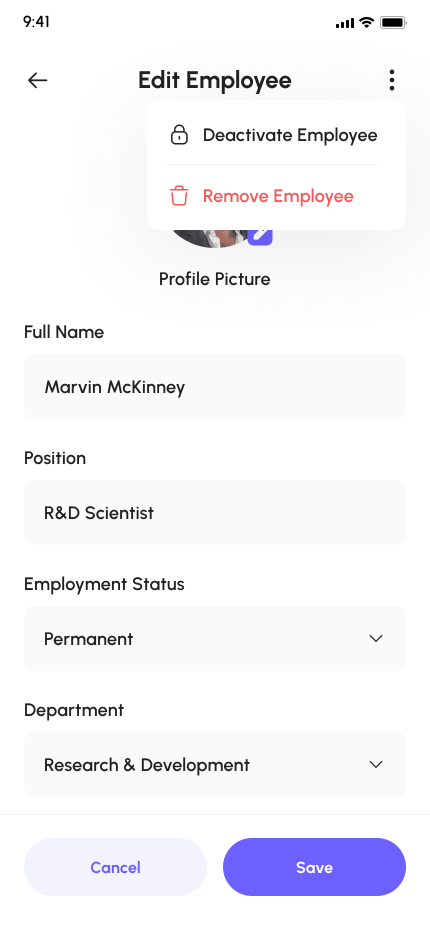 9:41
Edit Employee
Deactivate Employee
Remove Employee
Profile Picture
Full Name
Marvin McKinney
Position
R&D Scientist
Employment Status
Permanent
Department
Research & Development
Cancel
Save